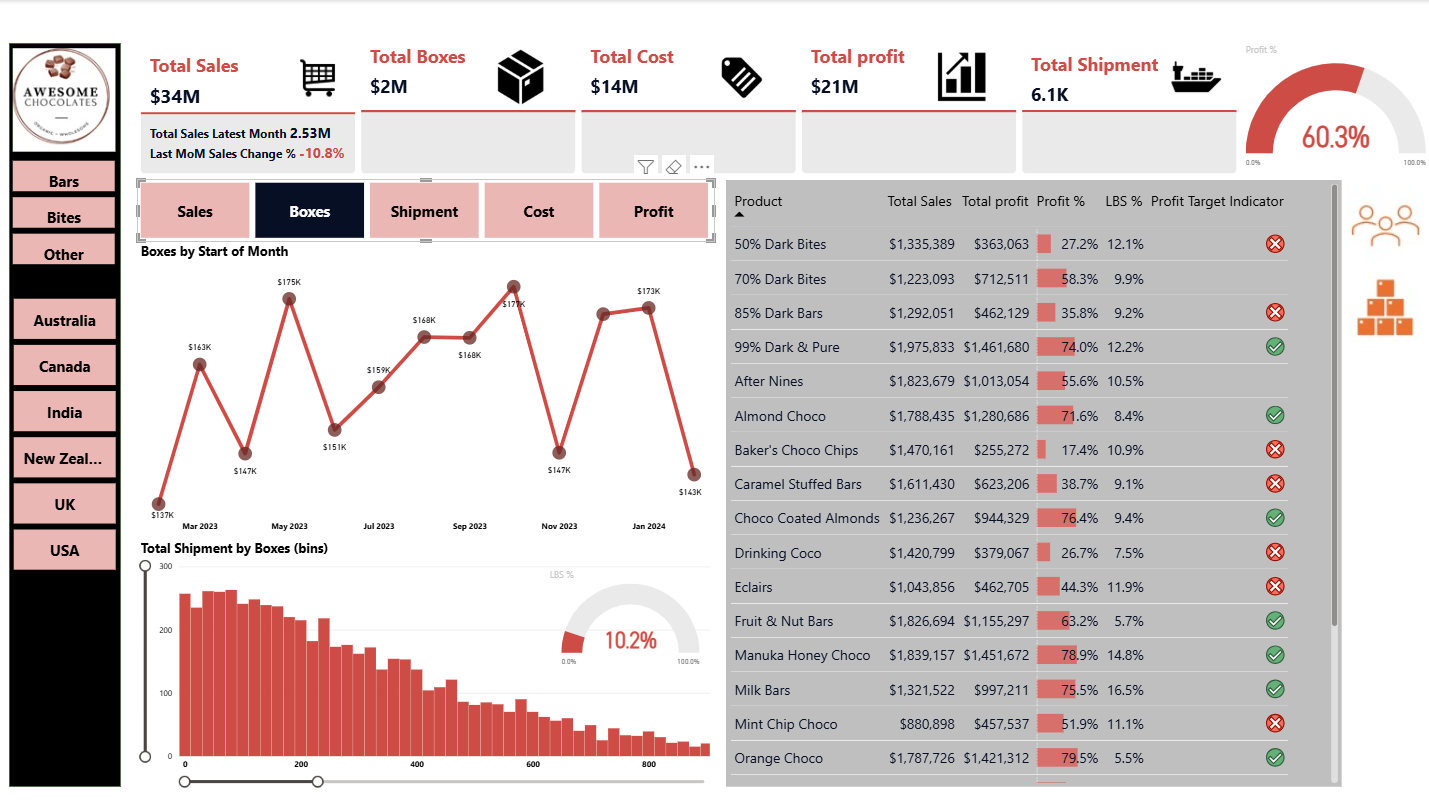 AWESOME
CHOCOLATES
ORGANIC • WHOLESOME
Bars
Bites
Other
Australia
Canada
India
New Zeal...
UK
USA
Total Sales
$34M
Total Sales Latest Month 2.53M
Last MoM Sales Change % -10.8%
Total Boxes
$2M
Total Cost
$14M
Total profit
$21M
Total Shipment
6.1K
Profit %
60.3%
0.0% 100.0%
Sales Boxes Shipment Cost Profit
Boxes by Start of Month
$137K
$163K
$147K
$175K
$151K
$159K
$168K
$168K
$177K
$147K
$173K
$143K
Mar 2023 May 2023 Jul 2023 Sep 2023 Nov 2023 Jan 2024
Total Shipment by Boxes (bins)
300
200
100
0
0 200 400 600 800
LBS %
10.2%
0.0% 100.0%
Product Total Sales Total profit Profit % LBS % Profit Target Indicator
50% Dark Bites $1,335,389 $363,063 27.2% 12.1%
70% Dark Bites $1,223,093 $712,511 58.3% 9.9%
85% Dark Bars $1,292,051 $462,129 35.8% 9.2%
99% Dark & Pure $1,975,833 $1,461,680 74.0% 12.2%
After Nines $1,823,679 $1,013,054 55.6% 10.5%
Almond Choco $1,788,435 $1,280,686 71.6% 8.4%
Baker's Choco Chips $1,470,161 $255,272 17.4% 10.9%
Caramel Stuffed Bars $1,611,430 $623,206 38.7% 9.1%
Choco Coated Almonds $1,236,267 $944,329 76.4% 9.4%
Drinking Coco $1,420,799 $379,067 26.7% 7.5%
Eclairs $1,043,856 $462,705 44.3% 11.9%
Fruit & Nut Bars $1,826,694 $1,155,297 63.2% 5.7%
Manuka Honey Choco $1,839,157 $1,451,672 78.9% 14.8%
Milk Bars $1,321,522 $997,211 75.5% 16.5%
Mint Chip Choco $880,898 $457,537 51.9% 11.1%
Orange Choco $1,787,726 $1,421,312 79.5% 5.5%